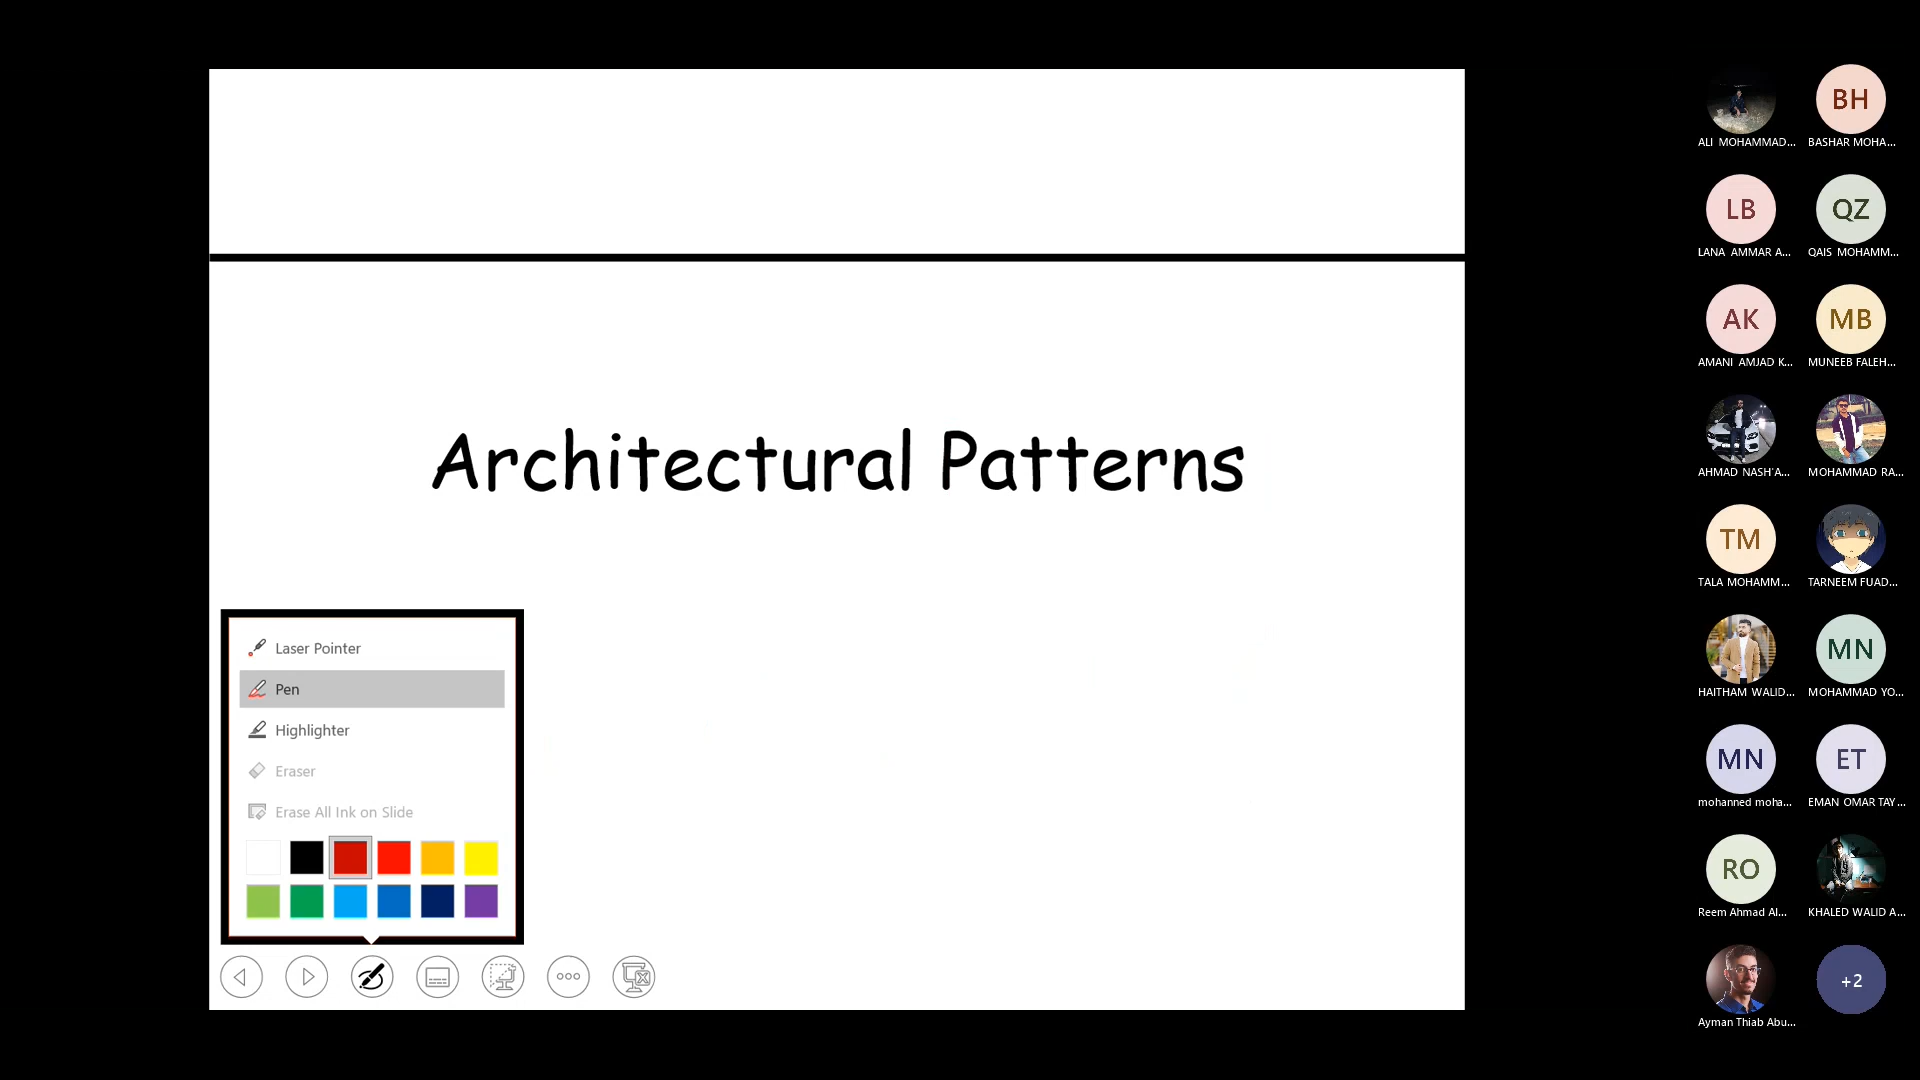 Architectural Patterns
Laser Pointer
Pen
Highlighter
Eraser
Erase All Ink on Slide
BH
ALI MOHAMMAD...
BASHAR MOHA...
LB
QZ
LANA AMMAR A...
QAIS MOHAMM...
AK
MB
AMANI AMJAD K...
MUNEEB FALEH...
AHMAD NASH'A...
MOHAMMAD RA...
TM
TALA MOHAMM...
TARNEEM FUAD...
MN
HAITHAM WALID...
MOHAMMAD YO...
MN
ET
mohanned moha...
EMAN OMAR TAY...
RO
Reem Ahmad Al...
KHALED WALID A...
+2
Ayman Thiab Abu...